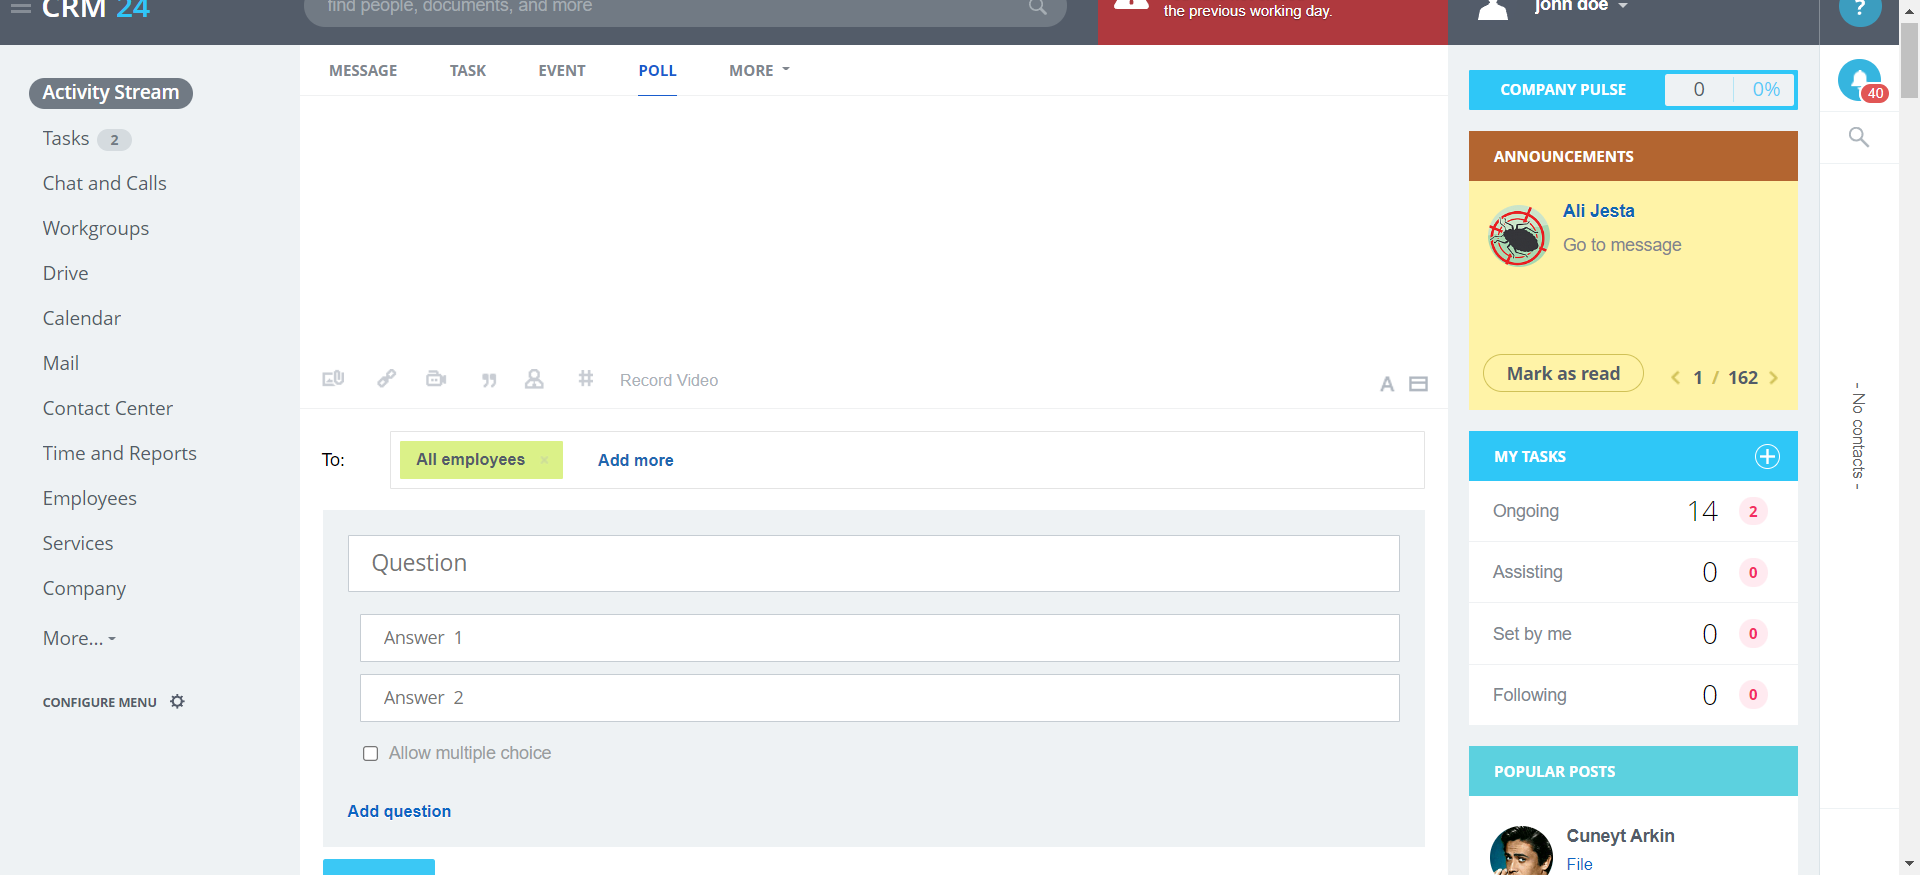 CRM 24
find people, documents, and more
the previous working day.
john doe
?
MESSAGE TASK EVENT POLL MORE
Activity Stream
Tasks 2
Chat and Calls
Workgroups
Drive
Calendar
Mail
Contact Center
Time and Reports
Employees
Services
Company
More...
CONFIGURE MENU
Record Video
A
To: All employees × Add more
Question
Answer 1
Answer 2
Allow multiple choice
Add question
COMPANY PULSE 0 0%
ANNOUNCEMENTS
Ali Jesta
Go to message
Mark as read 1 / 162
MY TASKS
Ongoing 14 2
Assisting 0 0
Set by me 0 0
Following 0 0
POPULAR POSTS
Cuneyt Arkin
File
40
- No contacts -